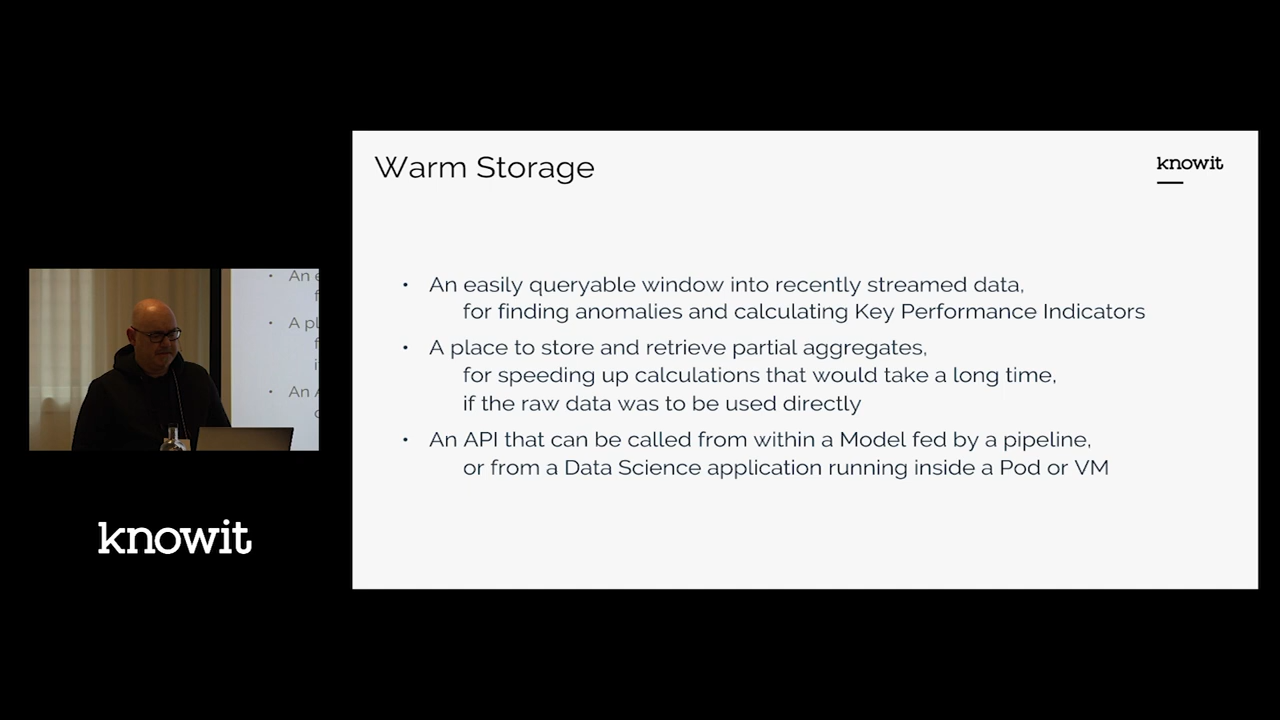 Warm Storage
knowit
• An easily queryable window into recently streamed data,
for finding anomalies and calculating Key Performance Indicators
• A place to store and retrieve partial aggregates,
for speeding up calculations that would take a long time,
if the raw data was to be used directly
• An API that can be called from within a Model fed by a pipeline,
or from a Data Science application running inside a Pod or VM
• An e
f
• A pl
f
i
• An A
knowit